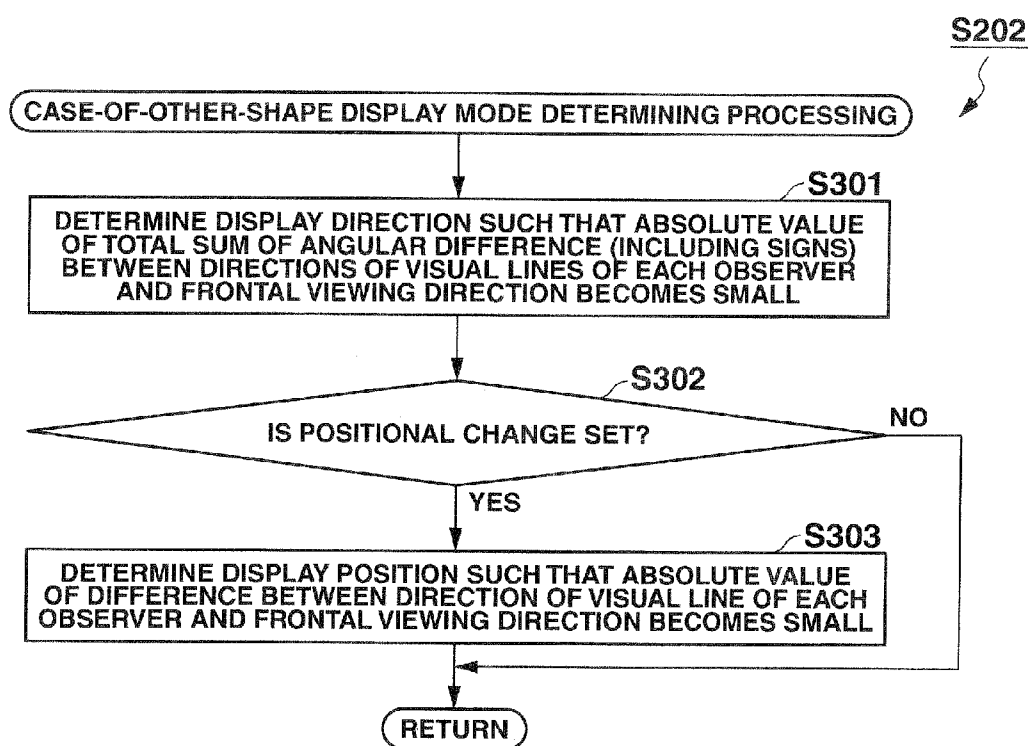 S202
CASE-OF-OTHER-SHAPE DISPLAY MODE DETERMINING PROCESSING
S301
DETERMINE DISPLAY DIRECTION SUCH THAT ABSOLUTE VALUE
OF TOTAL SUM OF ANGULAR DIFFERENCE (INCLUDING SIGNS)
BETWEEN DIRECTIONS OF VISUAL LINES OF EACH OBSERVER
AND FRONTAL VIEWING DIRECTION BECOMES SMALL
S302
IS POSITIONAL CHANGE SET?
NO
YES
S303
DETERMINE DISPLAY POSITION SUCH THAT ABSOLUTE VALUE
OF DIFFERENCE BETWEEN DIRECTION OF VISUAL LINE OF EACH
OBSERVER AND FRONTAL VIEWING DIRECTION BECOMES SMALL
RETURN